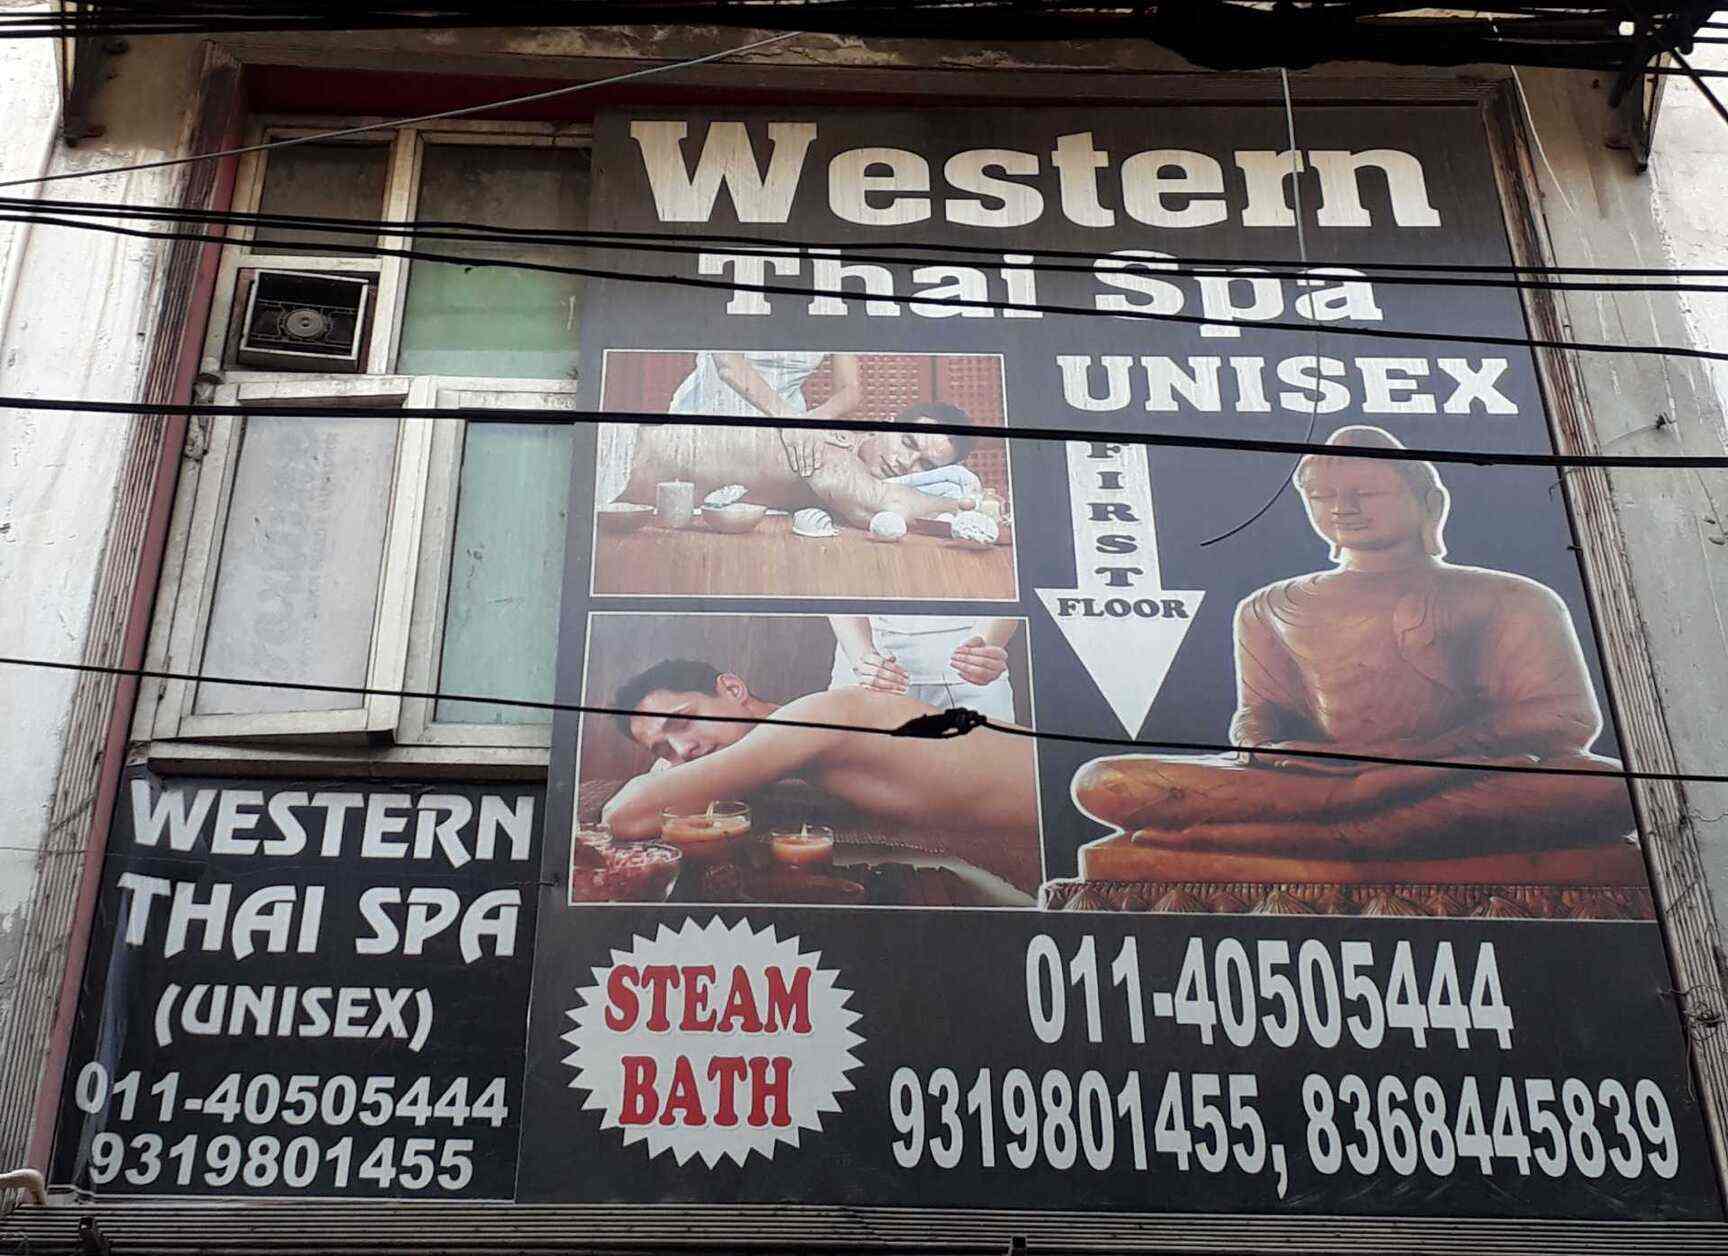 Western
Thai Spa
UNISEX
FIRST
FLOOR
WESTERN
THAI SPA
(UNISEX)
011-40505444
9319801455
STEAM
BATH
011-40505444
9319801455, 8368445839